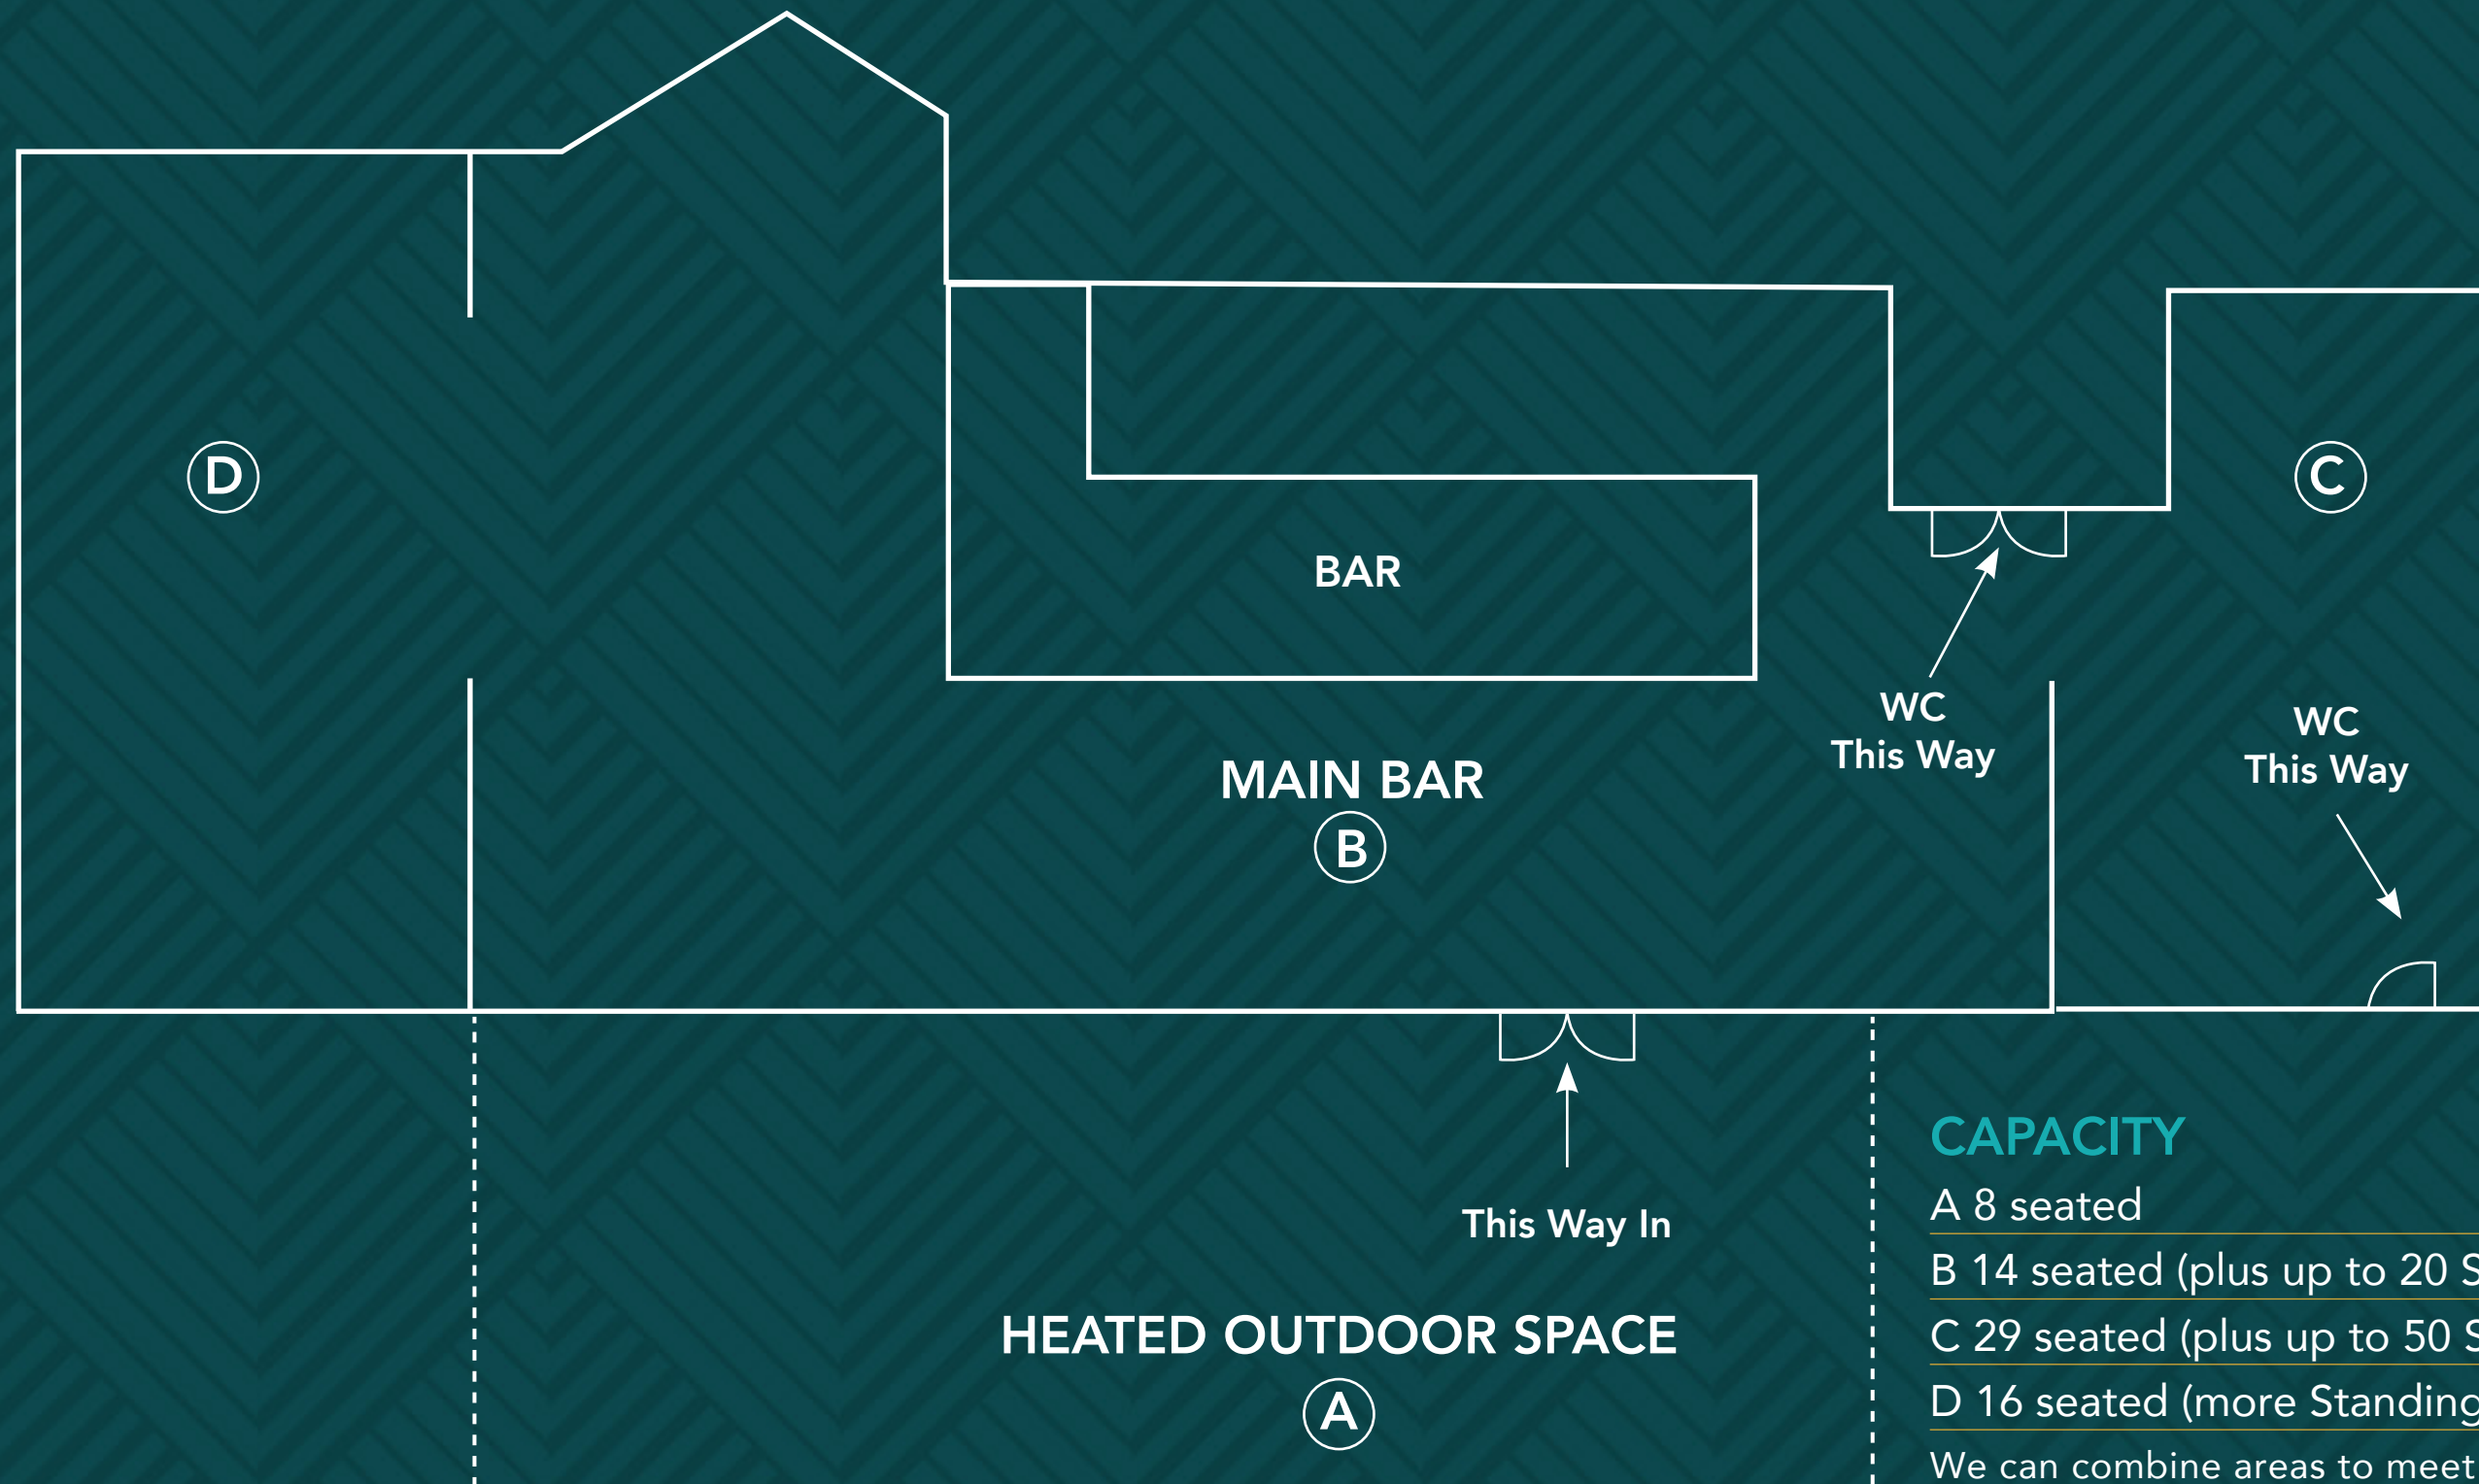 D
C
BAR
WC
This Way
WC
This Way
MAIN BAR
B
This Way In
HEATED OUTDOOR SPACE
A
CAPACITY
A 8 seated
B 14 seated (plus up to 20
C 29 seated (plus up to 50
D 16 seated (more Standing
We can combine areas to meet